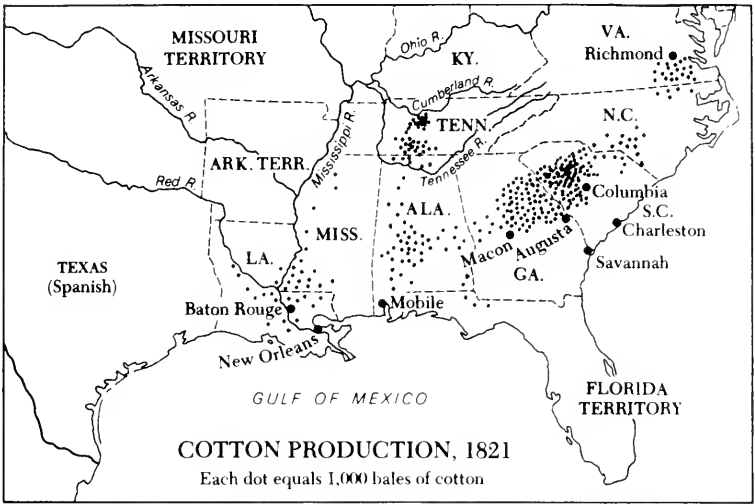 MISSOURI
TERRITORY
Ohio R.
KY.
VA.
Richmond
Arkansas R.
Cumberland R.
Mississippi R.
TENN.
N.C.
ARK. TERR.
Tennessee R.
Red R.
Columbia
S.C.
Charleston
ALA.
MISS.
LA.
Macon
Augusta
GA.
Savannah
TEXAS
(Spanish)
Baton Rouge
Mobile
New Orleans
GULF OF MEXICO
FLORIDA
TERRITORY
COTTON PRODUCTION, 1821
Each dot equals 1,000 bales of cotton